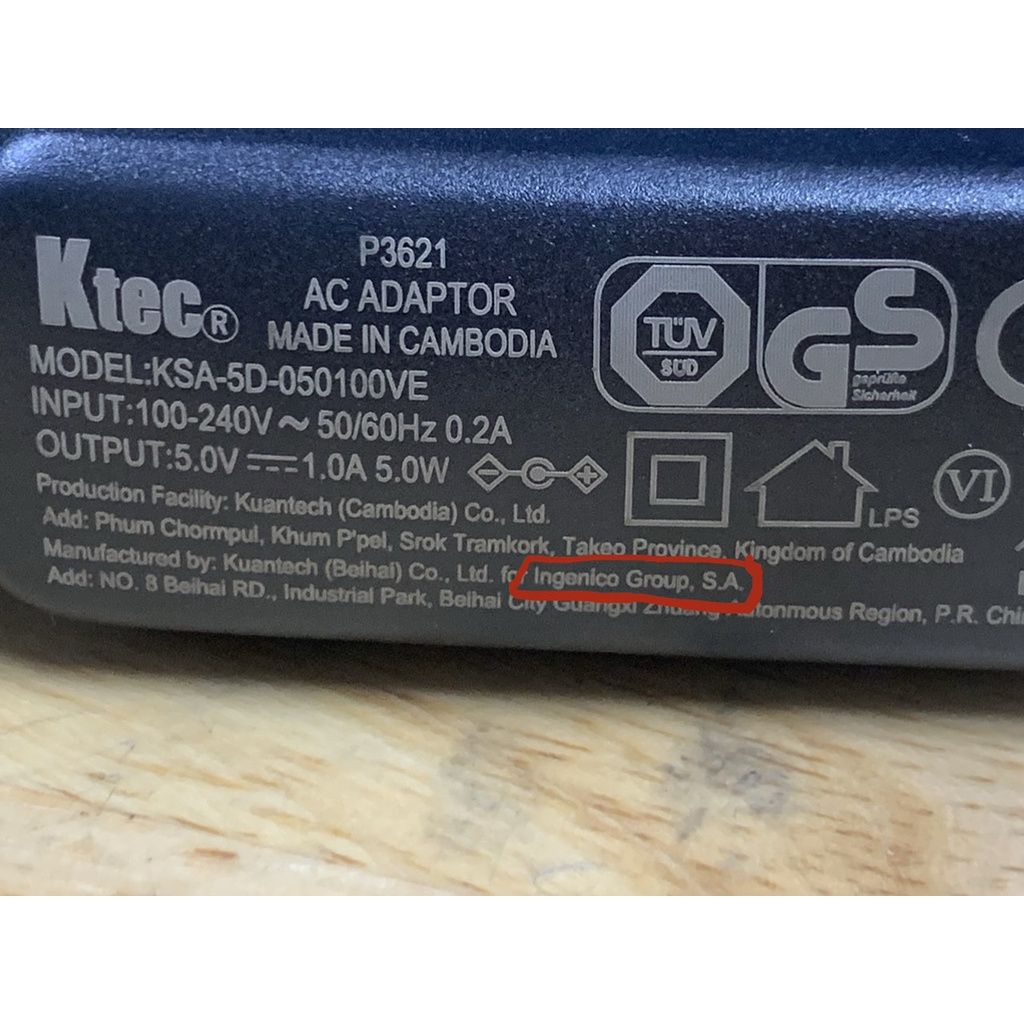 Ktec®
P3621
AC ADAPTOR
MADE IN CAMBODIA
MODEL:KSA-5D-050100VE
INPUT:100-240V~50/60Hz 0.2A
OUTPUT:5.0V⎓1.0A 5.0W
Production Facility: Kuantech (Cambodia) Co., Ltd.
Add: Phum Chormpul, Khum P'pel, Srok Tramkork, Takeo Province, Kingdom of Cambodia
Manufactured by: Kuantech (Beihai) Co., Ltd. for Ingenico Group, S.A.
Add: NO. 8 Beihai RD., Industrial Park, Beihai City Guangxi Zhuang Autonmous Region, P.R.
TÜV
SÜD
GS
geprüfte
Sicherheit
LPS
VI